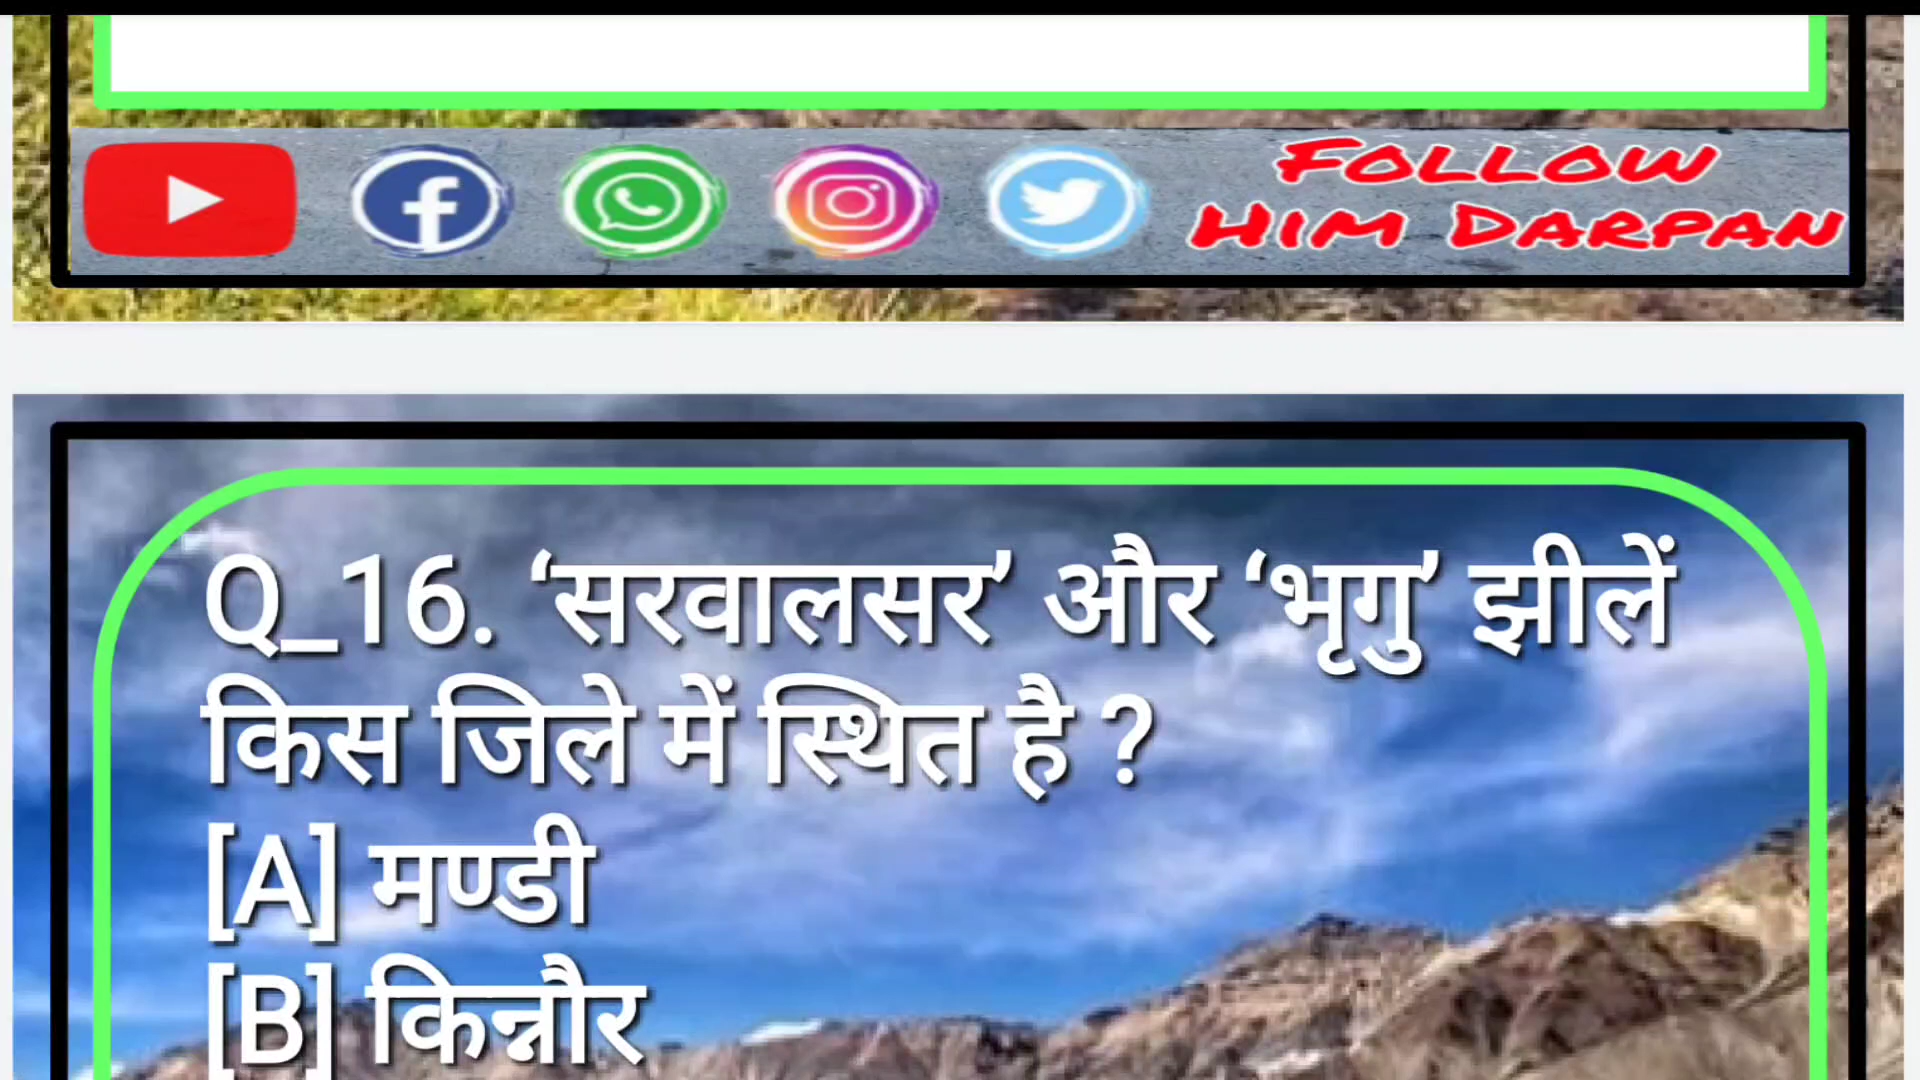 FOLLOW
HIM DARPAN
Q_16. ‘सरवालसर’ और ‘भृगु’ झीलें
किस जिले में स्थित है ?
[A] मण्डी
[B] किन्नौर